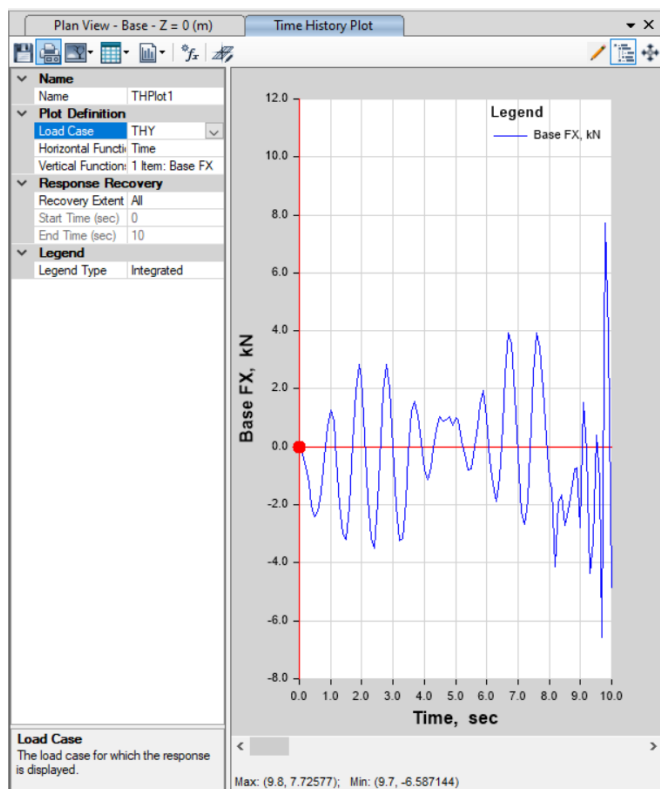 Plan View - Base - Z = 0 (m)
Time History Plot
Name
Name THPlot1
Plot Definition
Load Case THY
Horizontal Functi Time
Vertical Function: 1 Item: Base FX
Response Recovery
Recovery Extent All
Start Time (sec) 0
End Time (sec) 10
Legend
Legend Type Integrated
Load Case
The load case for which the response
is displayed.
Legend
Base FX, kN
12.0
10.0
8.0
6.0
4.0
2.0
0.0
-2.0
-4.0
-6.0
-8.0
Base FX, kN
0.0 1.0 2.0 3.0 4.0 5.0 6.0 7.0 8.0 9.0 10.0
Time, sec
Max: (9.8, 7.72577); Min: (9.7, -6.587144)